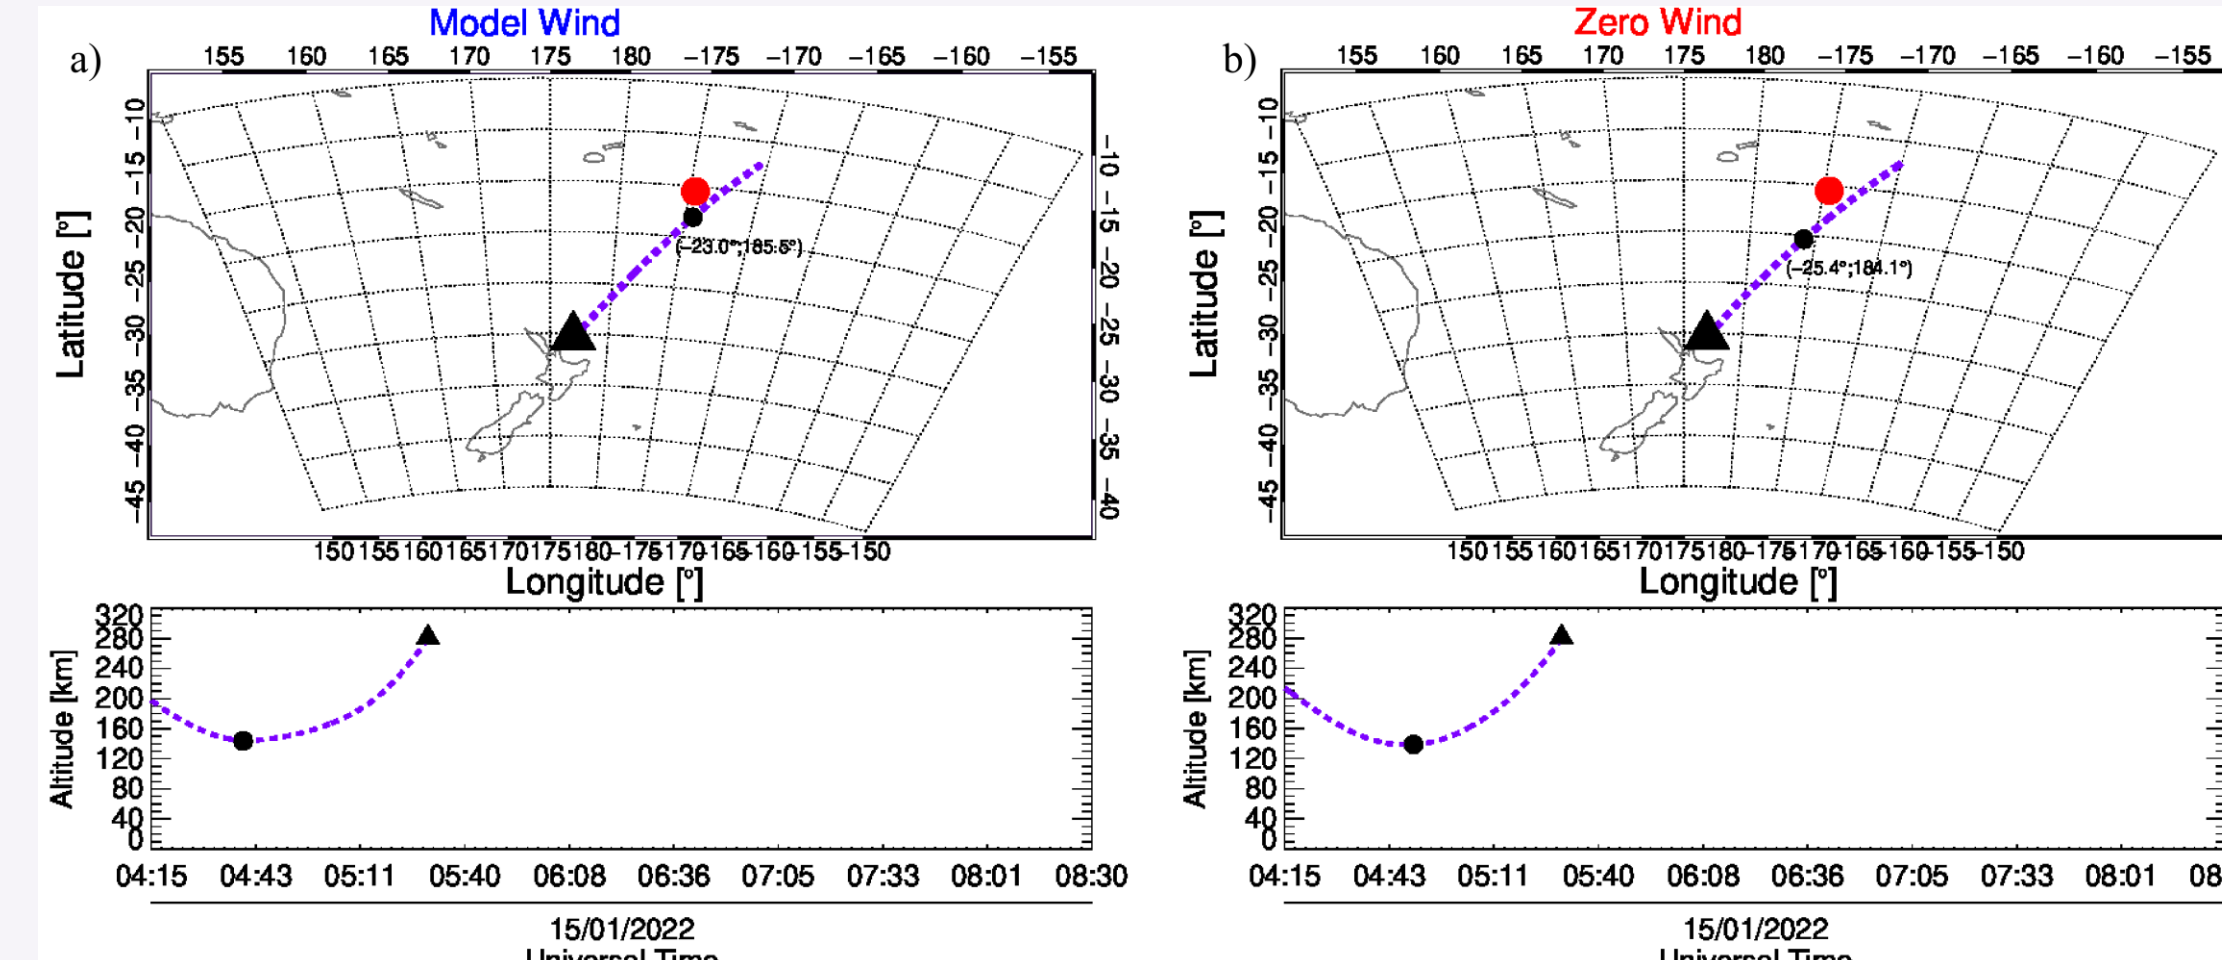 Model Wind
a)
155 160 165 170 175 180 −175 −170 −165 −160 −155
Latitude [°]
−10
−15
−20
−25
−30
−35
−40
−45
−10
−15
−20
−25
−30
−35
−40
(−23.0°;185.5°)
150 155 160 165 170 175 180 −175 −170 −165 −160 −155 −150
Longitude [°]
Altitude [km]
320
280
240
200
160
120
80
40
0
04:15 04:43 05:11 05:40 06:08 06:36 07:05 07:33 08:01 08:30
15/01/2022
Universal Time
Zero Wind
b)
155 160 165 170 175 180 −175 −170 −165 −160 −155
Latitude [°]
−10
−15
−20
−25
−30
−35
−40
−45
(−25.4°;184.1°)
150 155 160 165 170 175 180 −175 −170 −165 −160 −155 −150
Longitude [°]
Altitude [km]
320
280
240
200
160
120
80
40
0
04:15 04:43 05:11 05:40 06:08 06:36 07:05 07:33 08:01 08
15/01/2022
Universal Time